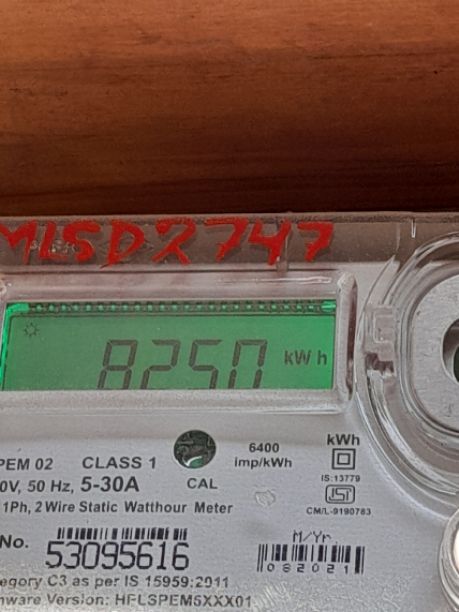 MLSD2747
8250 kWh
PEM 02 CLASS 1
0V, 50 Hz, 5-30A
CAL
6400
imp/kWh
kWh
IS:13779
ISI
CM/L-9190783
1Ph, 2 Wire Static Watthour Meter
No. 53095616
M/Yr
082021
egory C3 as per IS 15959:2011
mware Version: HFLSPEM5XXX01